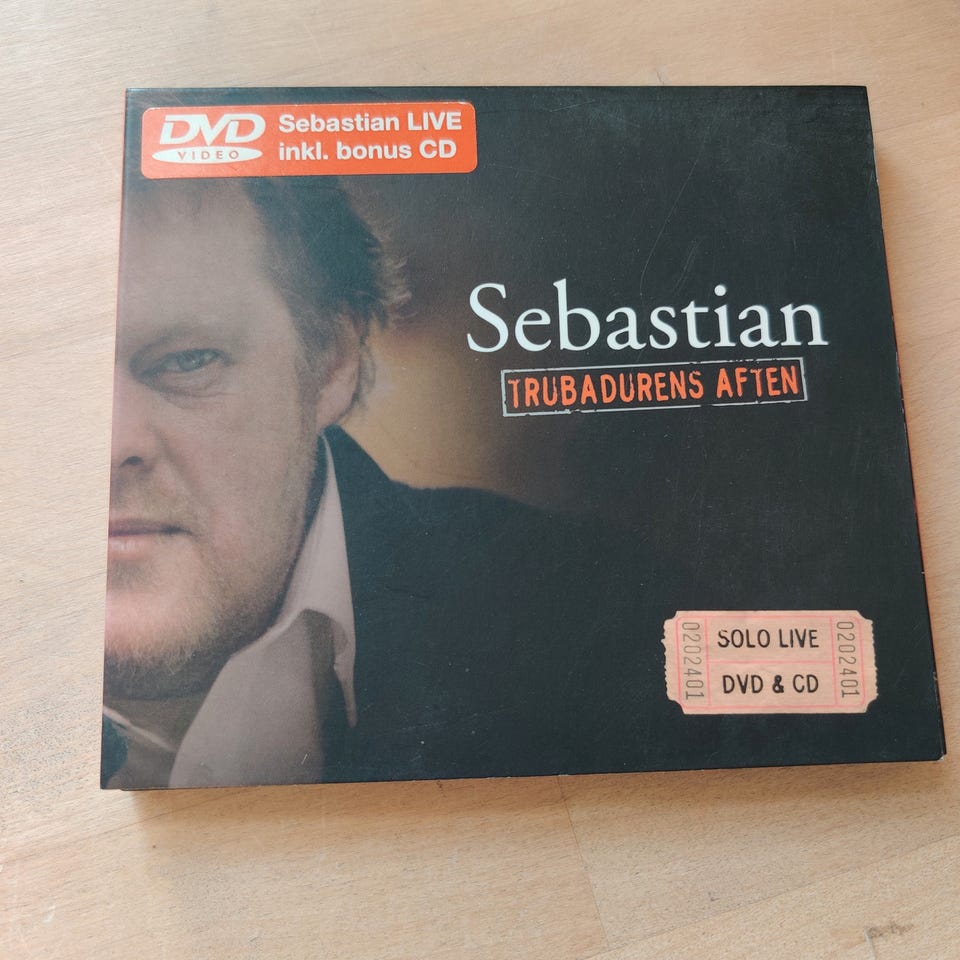 DVD
VIDEO
Sebastian LIVE
inkl. bonus CD
Sebastian
TRUBADURENS AFTEN
0202401
SOLO LIVE
DVD & CD
0202401